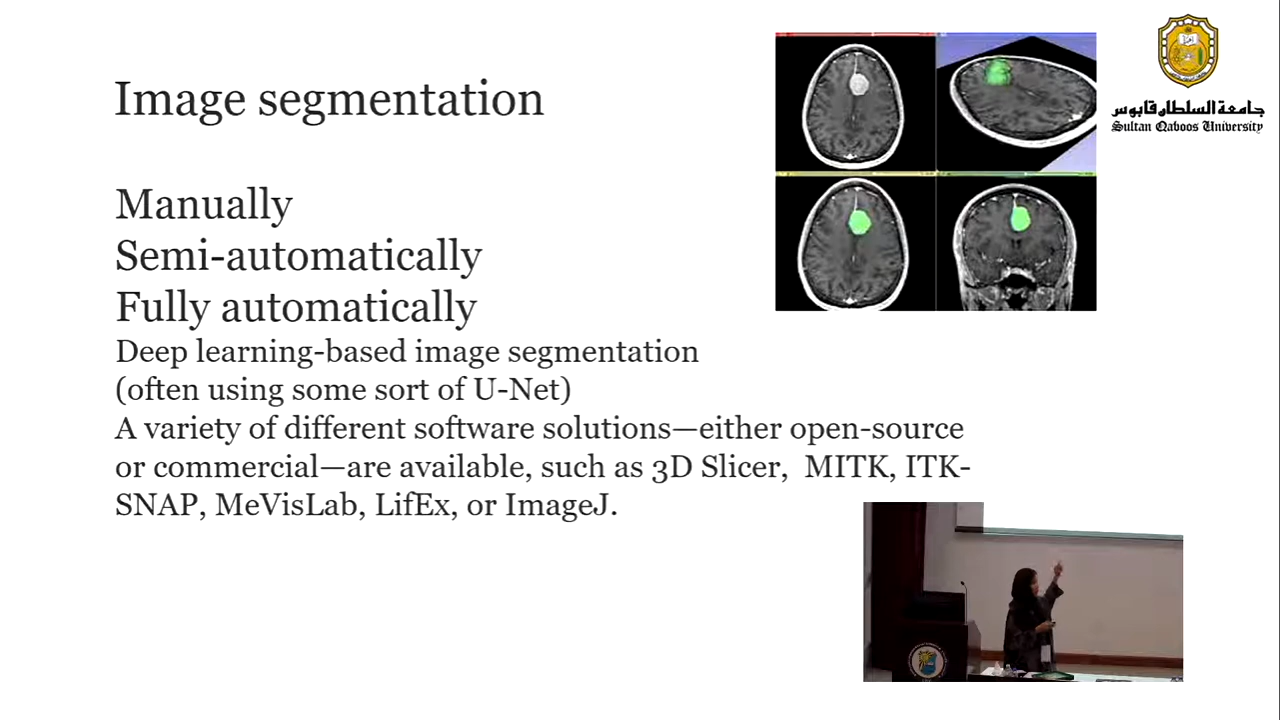 Image segmentation
جامعة السلطان قابوس
Sultan Qaboos University
Manually
Semi-automatically
Fully automatically
Deep learning-based image segmentation
(often using some sort of U-Net)
A variety of different software solutions—either open-source
or commercial—are available, such as 3D Slicer,  MITK, ITK-
SNAP, MeVisLab, LifEx, or ImageJ.